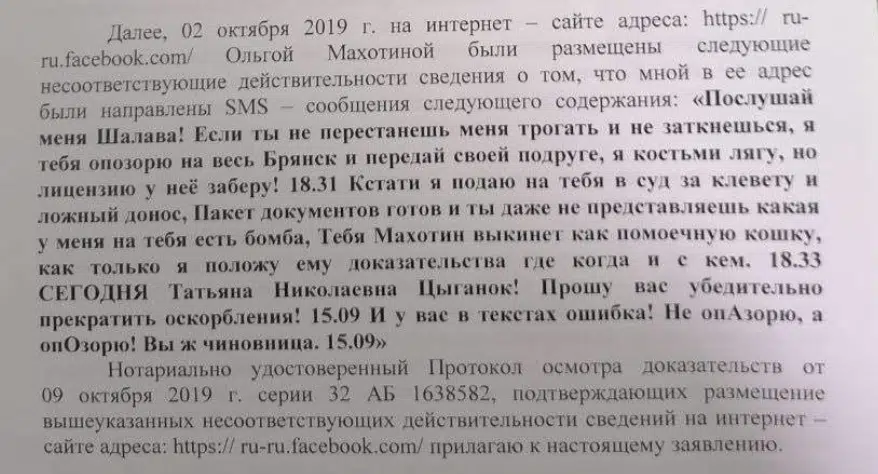 Далее, 02 октября 2019 г. на интернет – сайте адреса: https:// ru-
ru.facebook.com/ Ольгой Махотиной были размещены следующие
несоответствующие действительности сведения о том, что мной в ее адрес
были направлены SMS – сообщения следующего содержания: «Послушай
меня Шалава! Если ты не перестанешь меня трогать и не заткнешься, я
тебя опозорю на весь Брянск и передай своей подруге, я костьми лягу, но
лицензию у неё заберу! 18.31 Кстати я подаю на тебя в суд за клевету и
ложный донос, Пакет документов готов и ты даже не представляешь какая
у меня на тебя есть бомба, Тебя Махотин выкинет как помоечную кошку,
как только я положу ему доказательства где когда и с кем. 18.33
СЕГОДНЯ Татьяна Николаевна Цыганок! Прошу вас убедительно
прекратить оскорбления! 15.09 И у вас в текстах ошибка! Не опАзорю, а
опОзорю! Вы ж чиновница. 15.09»
Нотариально удостоверенный Протокол осмотра доказательств от
09 октября 2019 г. серии 32 АБ 1638582, подтверждающих размещение
вышеуказанных несоответствующих действительности сведений на интернет –
сайте адреса: https:// ru-ru.facebook.com/ прилагаю к настоящему заявлению.